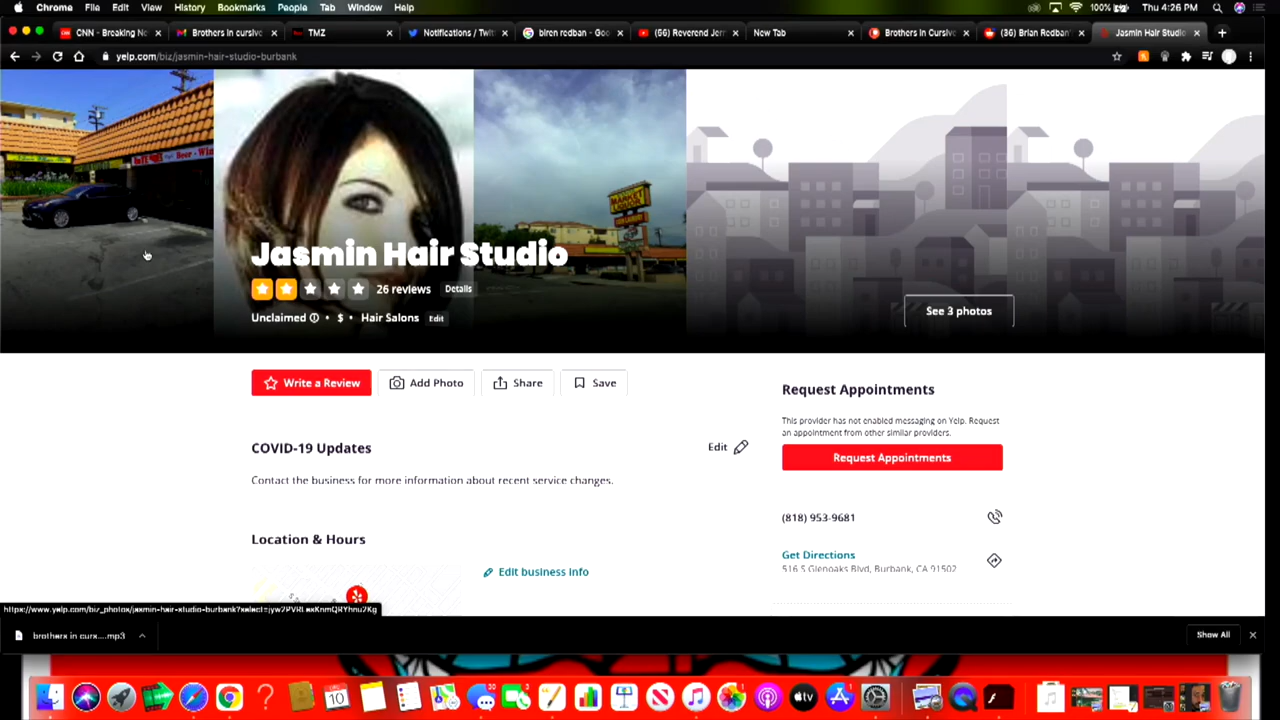 Chrome File Edit View History Bookmarks People Tab Window Help 100% Thu 4:26 PM
CNN - Breaking Ne Brothers in cursive TMZ Notifications / Twit biren redban - Goo (66) Reverend Jerr New Tab Brothers in Cursive (36) Brian Redban' Jasmin Hair Studio
yelp.com/biz/jasmin-hair-studio-burbank
Jasmin Hair Studio
26 reviews Details
Unclaimed • $ • Hair Salons Edit
See 3 photos
Write a Review Add Photo Share Save
COVID-19 Updates
Edit
Contact the business for more information about recent service changes.
Location & Hours
Edit business info
Request Appointments
This provider has not enabled messaging on Yelp. Request
an appointment from other similar providers.
Request Appointments
(818) 953-9681
Get Directions
516 S Glenoaks Blvd, Burbank, CA 91502
brothers in curs....mp3
Show All
10